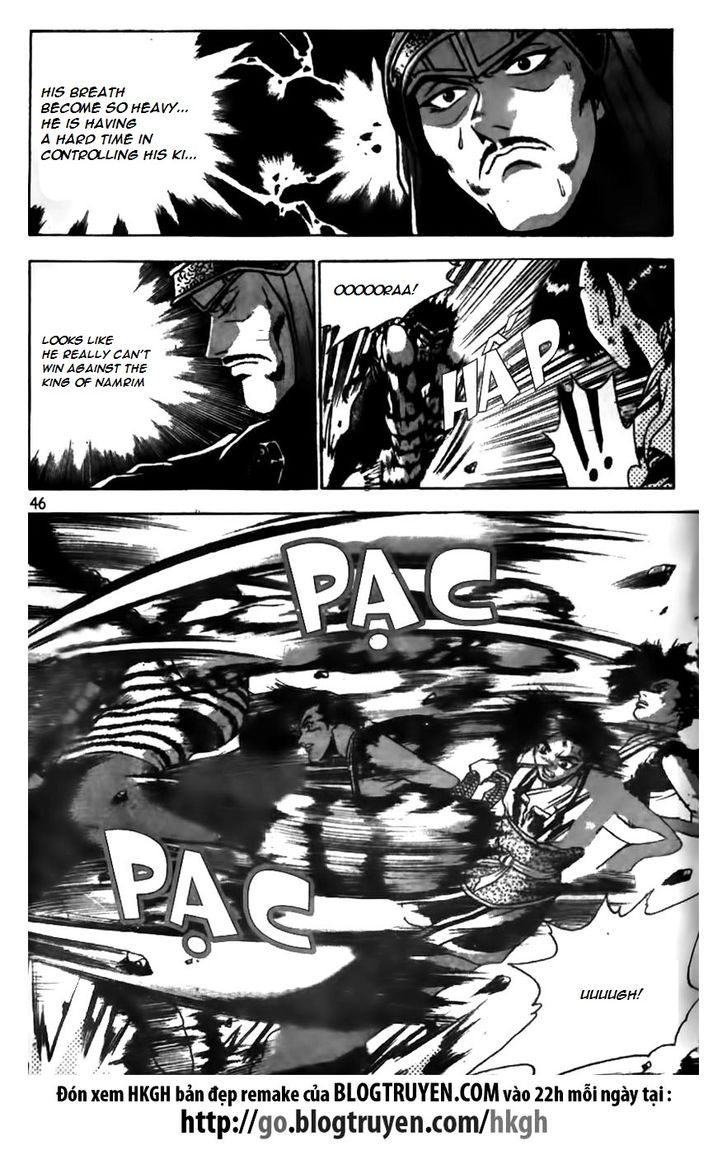 HIS BREATH
BECOME SO HEAVY...
HE IS HAVING
A HARD TIME IN
CONTROLLING HIS KI...
LOOKS LIKE
HE REALLY CAN'T
WIN AGAINST THE
KING OF NAMRIM
OOOOORAA!
HẤP
!!
46
PẠC
PẠC
UUUUGH!
Đón xem HKGH bản đẹp remake của BLOGTRUYEN.COM vào 22h mỗi ngày tại :
http://go.blogtruyen.com/hkgh